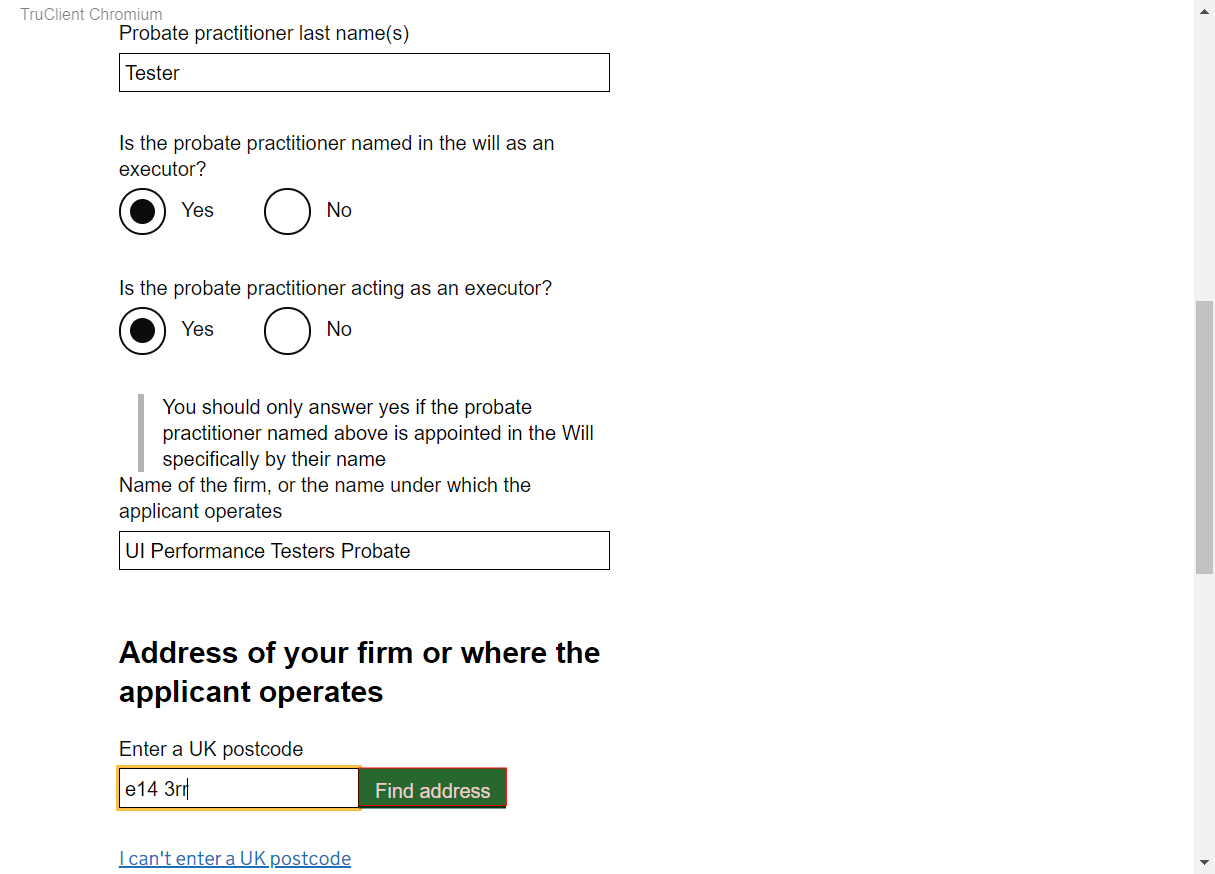 TruClient Chromium
Probate practitioner last name(s)
Tester
Is the probate practitioner named in the will as an
executor?
Yes No
Is the probate practitioner acting as an executor?
Yes No
You should only answer yes if the probate
practitioner named above is appointed in the Will
specifically by their name
Name of the firm, or the name under which the
applicant operates
UI Performance Testers Probate
Address of your firm or where the
applicant operates
Enter a UK postcode
e14 3rr Find address
I can't enter a UK postcode